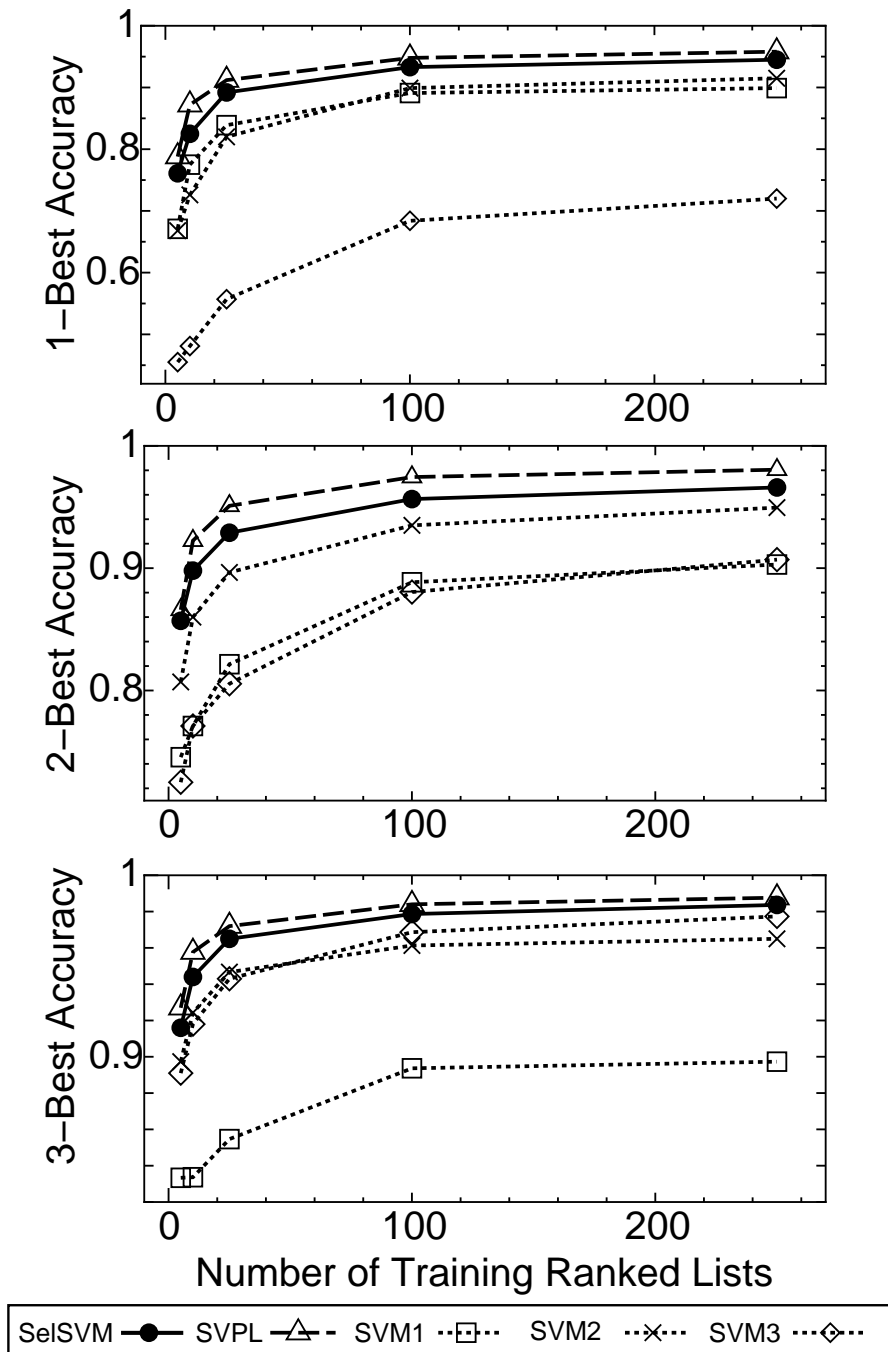 1
0.8
0.6
1–Best Accuracy
0 100 200
1
0.9
0.8
2–Best Accuracy
0 100 200
1
0.9
3–Best Accuracy
0 100 200
Number of Training Ranked Lists
SelSVM SVPL SVM1 SVM2 SVM3